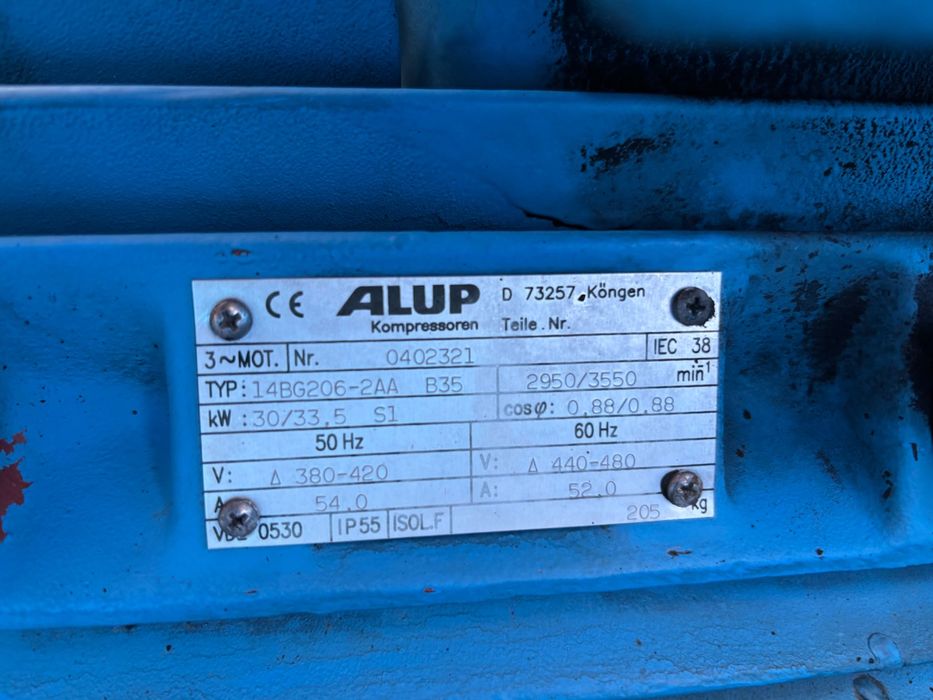 CE ALUP D 73257 Köngen
Kompressoren Teile.Nr.
3~MOT. Nr. 0402321 IEC 38
TYP: 14BG206-2AA B35 2950/3550 min¹
kW : 30/33,5 S1 cosφ: 0,88/0,88
50 Hz 60 Hz
V: Δ 380-420 V: Δ 440-480
A 54.0 A: 52.0
0530 IP55 ISOL.F 205 kg